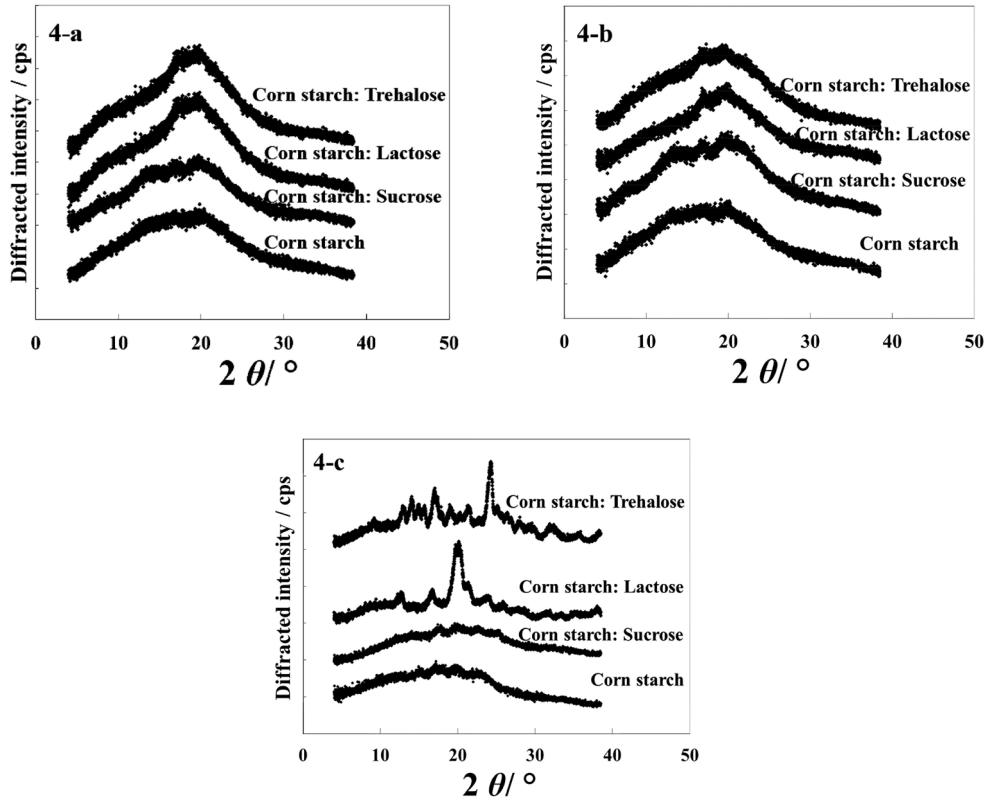 4-a
Diffracted intensity / cps
Corn starch: Trehalose
Corn starch: Lactose
Corn starch: Sucrose
Corn starch
0 10 20 30 40 50
2 θ/ °
4-b
Diffracted intensity / cps
Corn starch: Trehalose
Corn starch: Lactose
Corn starch: Sucrose
Corn starch
0 10 20 30 40 50
2 θ/ °
4-c
Diffracted intensity / cps
Corn starch: Trehalose
Corn starch: Lactose
Corn starch: Sucrose
Corn starch
0 10 20 30 40 50
2 θ/ °